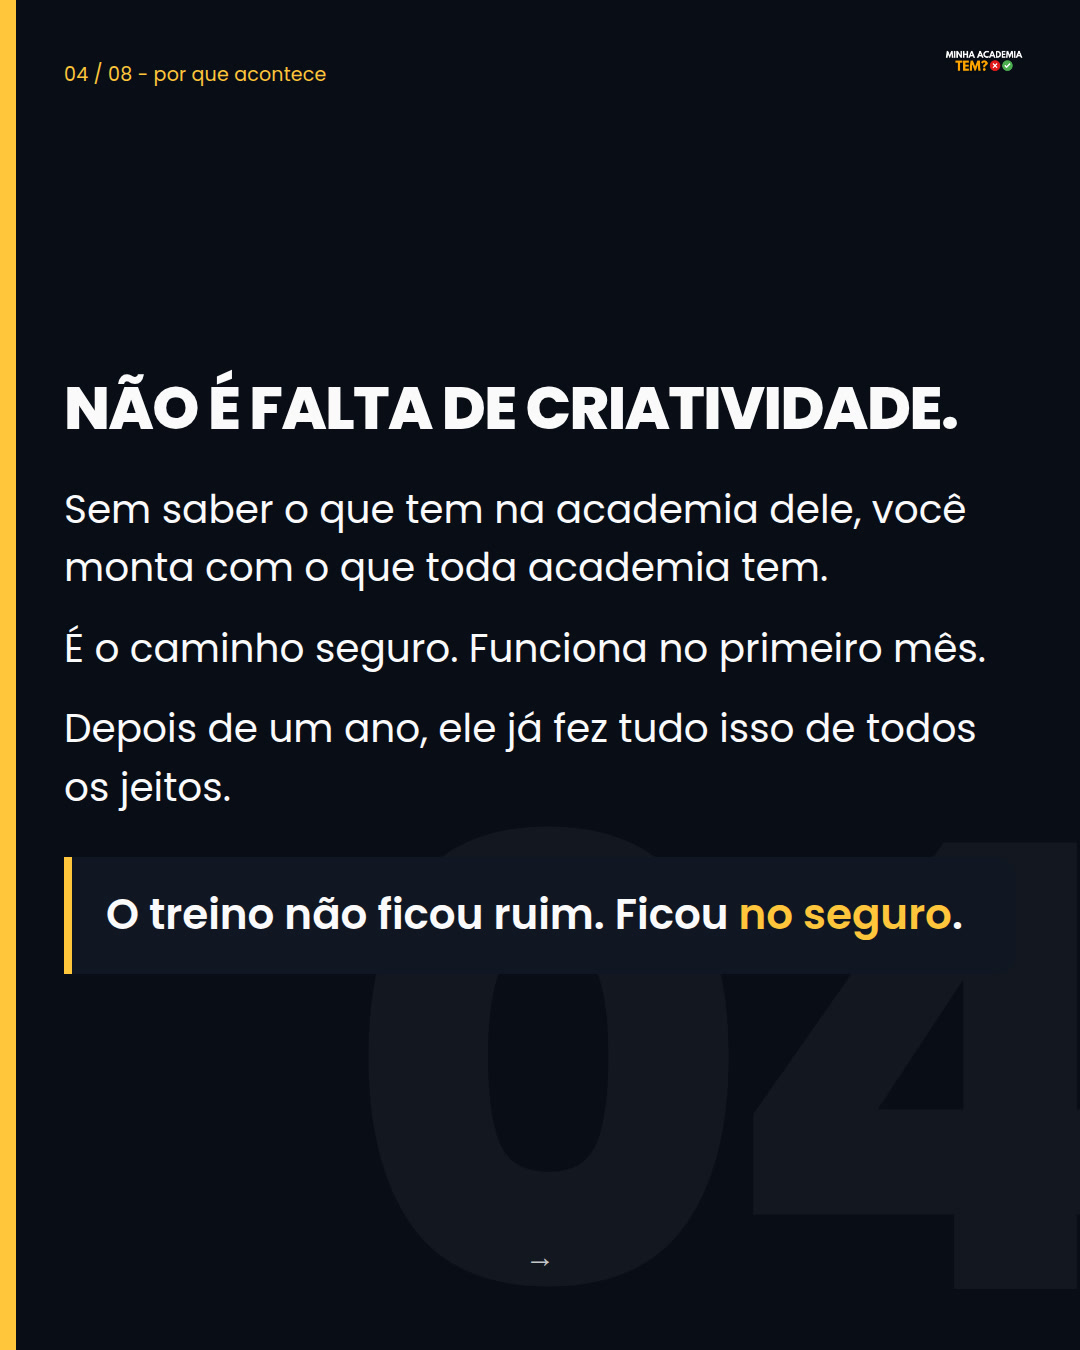 04 / 08 - por que acontece
MINHA ACADEMIA
TEM?
NÃO É FALTA DE CRIATIVIDADE.
Sem saber o que tem na academia dele, você
monta com o que toda academia tem.
É o caminho seguro. Funciona no primeiro mês.
Depois de um ano, ele já fez tudo isso de todos
os jeitos.
O treino não ficou ruim. Ficou no seguro.
04
→